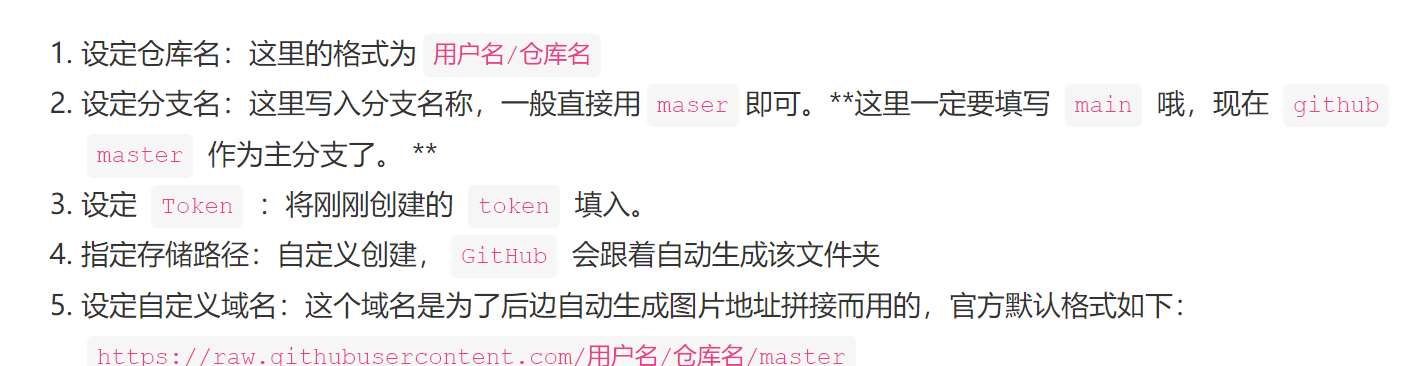 1. 设定仓库名：这里的格式为 用户名/仓库名
2. 设定分支名：这里写入分支名称，一般直接用 maser 即可。**这里一定要填写 main 哦，现在 github
master 作为主分支了。 **
3. 设定 Token ：将刚刚创建的 token 填入。
4. 指定存储路径：自定义创建， GitHub 会跟着自动生成该文件夹
5. 设定自定义域名：这个域名是为了后边自动生成图片地址拼接而用的，官方默认格式如下：
https://raw.githubusercontent.com/用户名/仓库名/master